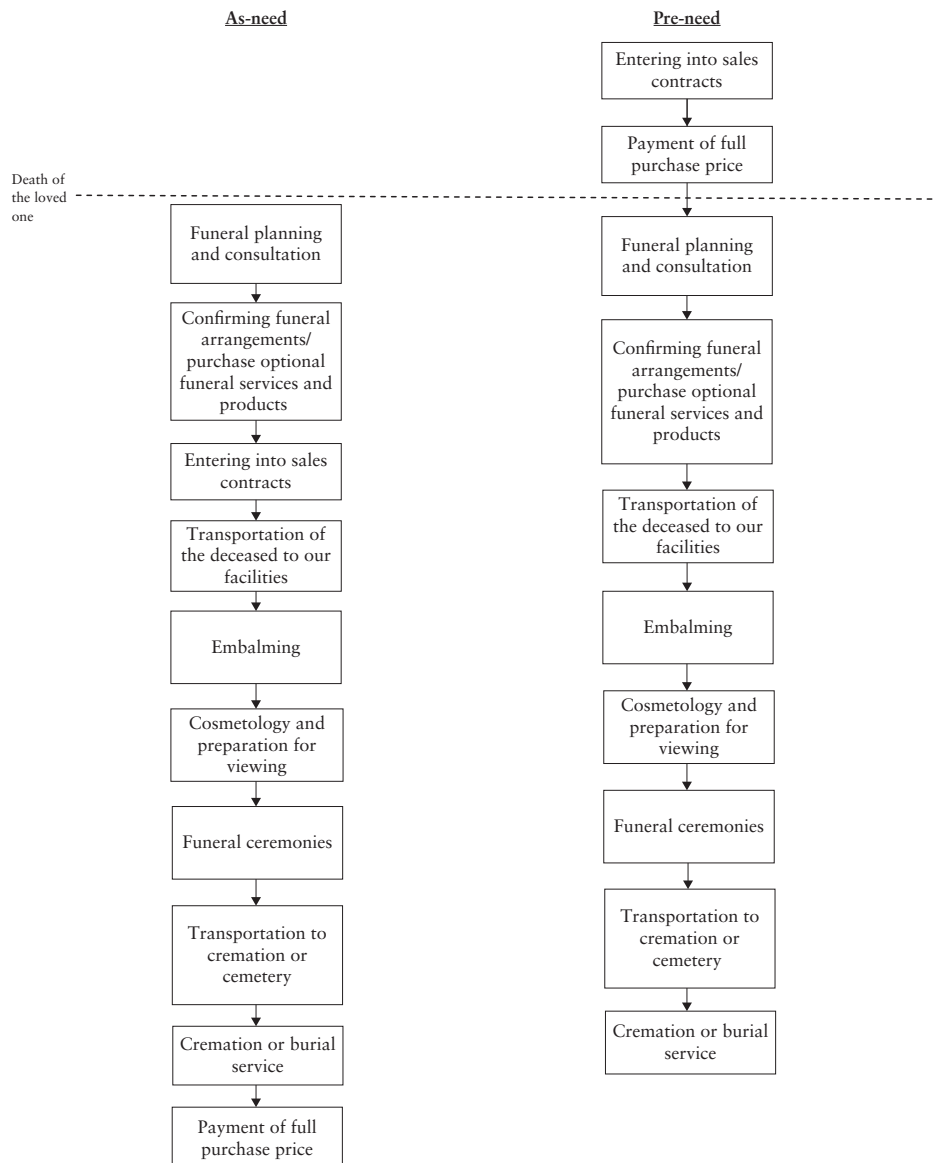 As-need
Funeral planning
and consultation
Confirming funeral
arrangements/
purchase optional
funeral services and
products
Entering into sales
contracts
Transportation of
the deceased to our
facilities
Embalming
Cosmetology and
preparation for
viewing
Funeral ceremonies
Transportation to
cremation or
cemetery
Cremation or burial
service
Payment of full
purchase price
Pre-need
Entering into sales
contracts
Payment of full
purchase price
Death of
the loved
one
Funeral planning
and consultation
Confirming funeral
arrangements/
purchase optional
funeral services and
products
Transportation of
the deceased to our
facilities
Embalming
Cosmetology and
preparation for
viewing
Funeral ceremonies
Transportation to
cremation or
cemetery
Cremation or burial
service